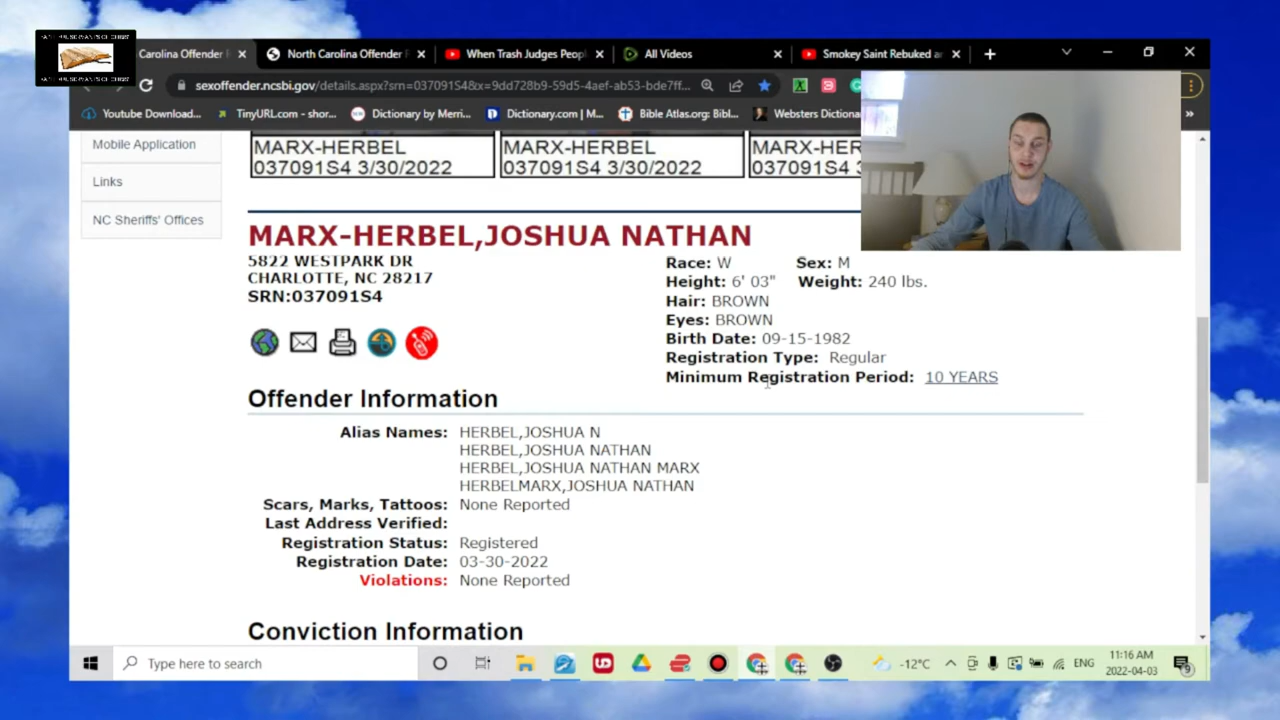 Carolina Offender F
North Carolina Offender F
When Trash Judges Peopl
All Videos
Smokey Saint Rebuked a
sexoffender.ncsbi.gov/details.aspx?srn=037091S4&x=9dd728b9-59d5-4aef-ab53-bde7ff...
Youtube Download...
TinyURL.com - shor...
Dictionary by Merri...
Dictionary.com | M...
Bible Atlas.org: Bibl...
Websters Dictionar
»
Mobile Application
Links
NC Sheriffs' Offices
MARX-HERBEL
037091S4 3/30/2022
MARX-HERBEL
037091S4 3/30/2022
MARX-HER
037091S4
MARX-HERBEL,JOSHUA NATHAN
5822 WESTPARK DR
CHARLOTTE, NC 28217
SRN:037091S4
Race: W Sex: M
Height: 6' 03" Weight: 240 lbs.
Hair: BROWN
Eyes: BROWN
Birth Date: 09-15-1982
Registration Type: Regular
Minimum Registration Period: 10 YEARS
Offender Information
Alias Names: HERBEL,JOSHUA N
HERBEL,JOSHUA NATHAN
HERBEL,JOSHUA NATHAN MARX
HERBELMARX,JOSHUA NATHAN
Scars, Marks, Tattoos: None Reported
Last Address Verified:
Registration Status: Registered
Registration Date: 03-30-2022
Violations: None Reported
Conviction Information
Type here to search
-12°C
ENG
11:16 AM
2022-04-03